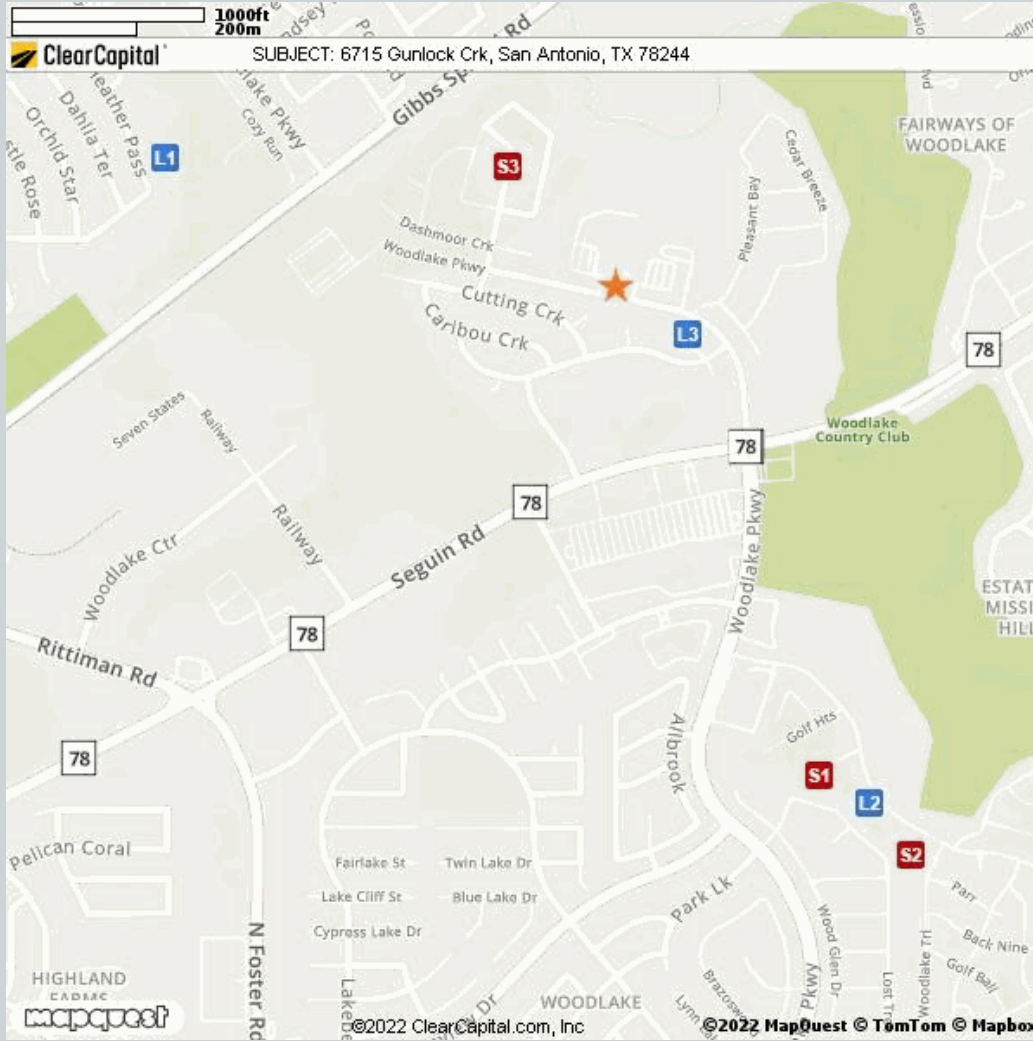 1000ft
200m
ClearCapital
SUBJECT: 6715 Gunlock Crk, San Antonio, TX 78244
Gibbs Sp
Rd
Heather Pass
Dahlia Ter
Orchid Star
stle Rose
lake Pkwy
Cozy Run
L1
S3
FAIRWAYS OF
WOODLAKE
Cedar Breeze
Pleasant Bay
Dashmoor Crk
Woodlake Pkwy
Cutting Crk
Caribou Crk
L3
78
Woodlake
Country Club
78
Seven States
Railway
78
Railway
Seguin Rd
Woodlake Ctr
Woodlake Pkwy
ESTAT
MISSI
HILL
78
Rittiman Rd
78
Allbrook
Golf Hts
S1
L2
S2
Pelican Coral
Fairlake St
Twin Lake Dr
Lake Cliff St
Blue Lake Dr
Cypress Lake Dr
Park Lk
Parr
Back Nine
Golf Ball
Wood Glen Dr
Woodlake Trl
Lost Tr
N Foster Rd
HIGHLAND
FARMS
WOODLAKE
Pkwy
Dr
mapquest
©2022 ClearCapital.com, Inc
©2022 MapQuest © TomTom © Mapbox